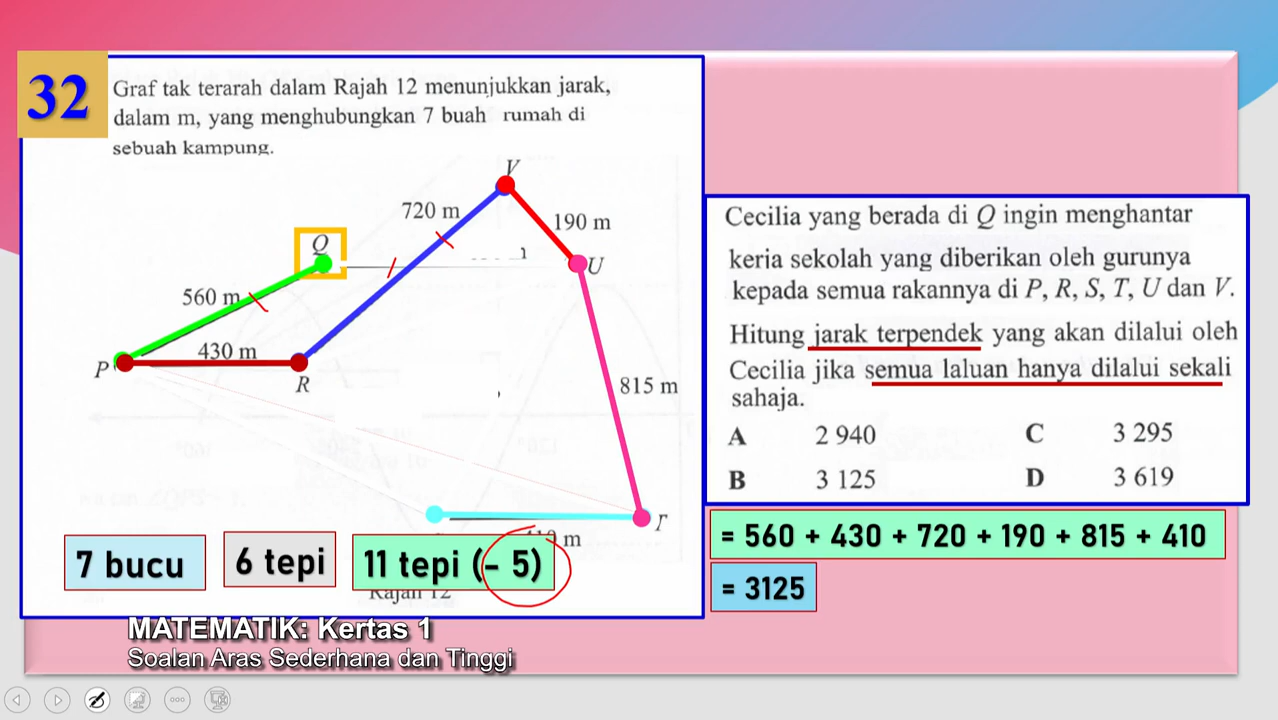 32
Graf tak terarah dalam Rajah 12 menunjukkan jarak,
dalam m, yang menghubungkan 7 buah rumah di
sebuah kampung.
V
720 m
190 m
Q
U
560 m
430 m
P
R
815 m
T
m
7 bucu
6 tepi
11 tepi (– 5)
Rajah 12
Cecilia yang berada di Q ingin menghantar
keria sekolah yang diberikan oleh gurunya
kepada semua rakannya di P, R, S, T, U dan V.
Hitung jarak terpendek yang akan dilalui oleh
Cecilia jika semua laluan hanya dilalui sekali
sahaja.
A 2 940 C 3 295
B 3 125 D 3 619
= 560 + 430 + 720 + 190 + 815 + 410
= 3125
MATEMATIK: Kertas 1
Soalan Aras Sederhana dan Tinggi